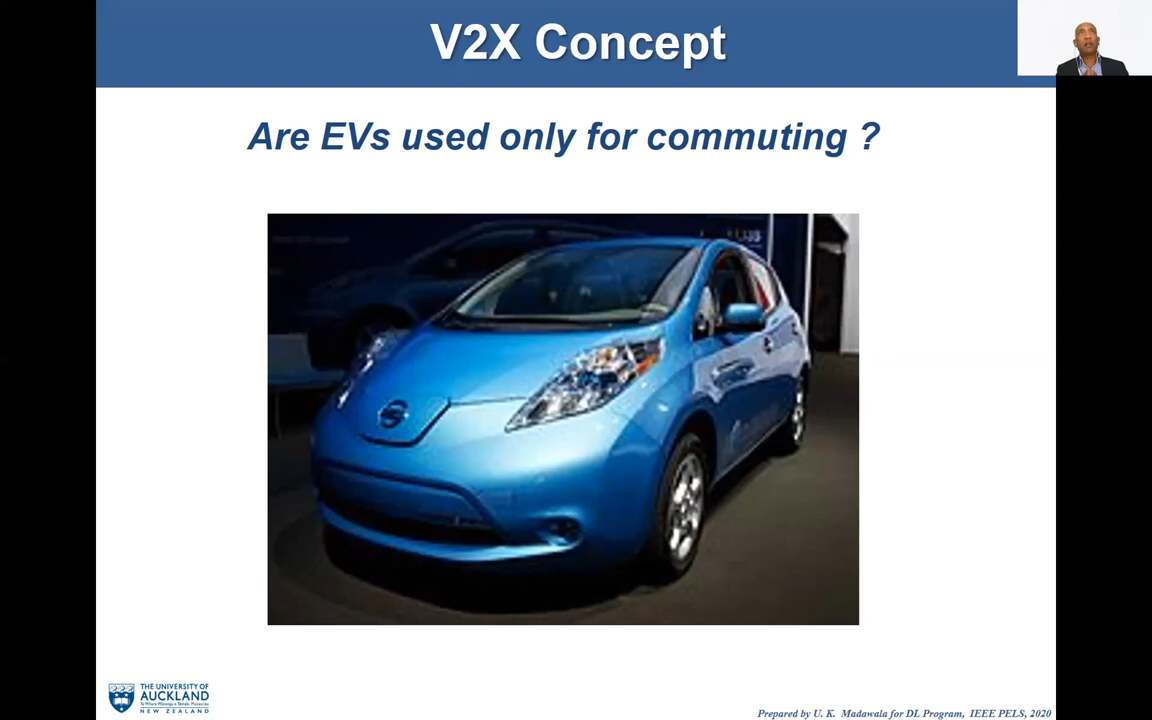 V2X Concept
Are EVs used only for commuting ?
THE UNIVERSITY OF
AUCKLAND
NEW ZEALAND
Prepared by U. K. Madawala for DL Program, IEEE PELS, 2020